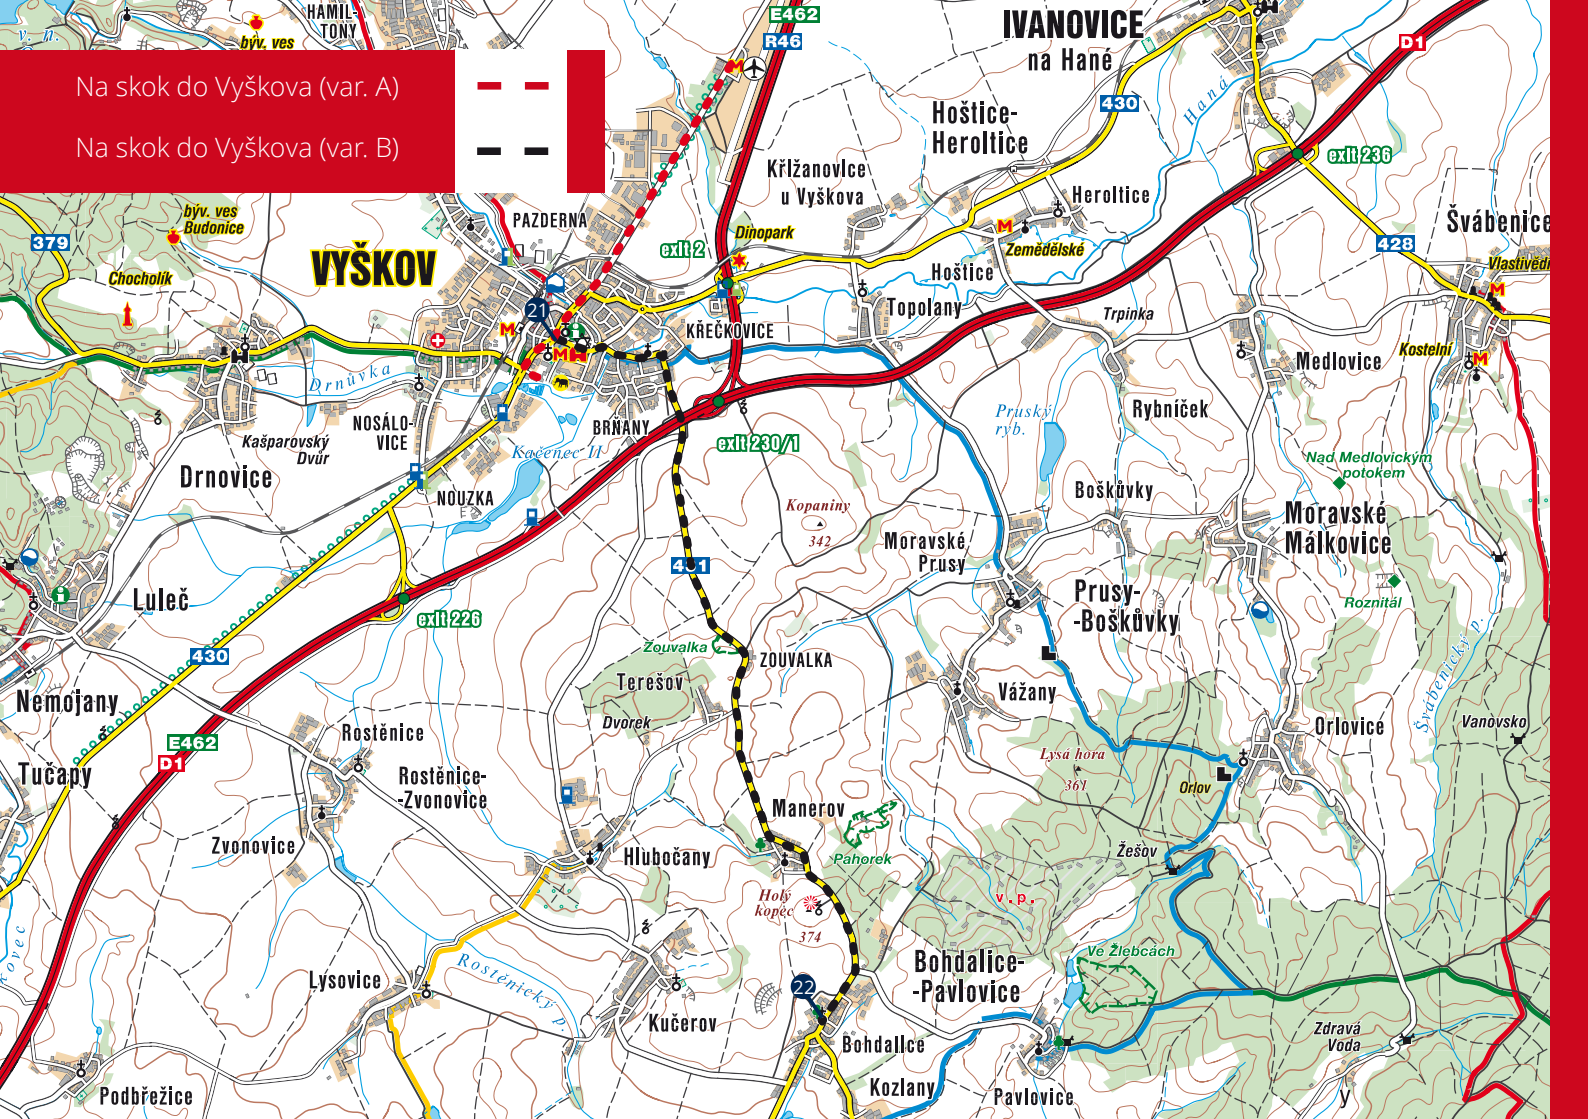 v. n.
HAMIL-
TONY
býv. ves
E462
R46
IVANOVICE
na Hané
D1
Na skok do Vyškova (var. A)
Na skok do Vyškova (var. B)
430
Haná
Hoštice-
Heroltice
exit 236
Křižanovice
u Vyškova
Heroltice
býv. ves
Budonice
PAZDERNA
379
VYŠKOV
exit 2
Dinopark
M
M
Zemědělské
428
Švábenice
Vlastivědn
M
Chocholík
Hoštice
Topolany
Trpinka
21
M
M
KŘEČKOVICE
Kostelní
M
Medlovice
Drnůvka
NOSÁLO-
VICE
BRŇANY
Rybníček
Pruský
ryb.
Kašparovský
Dvůr
Kačenec II
exit 230/1
Nad Medlovickým
potokem
Drnovice
NOUZKA
Boškůvky
Kopaniny
342
Moravské
Málkovice
Moravské
Prusy
431
Roznitál
Luleč
exit 226
Prusy-
-Boškůvky
Švábenický p.
430
Zouvalka
ZOUVALKA
Terešov
Vážany
Nemojany
Dvorek
Orlovice
Vanovsko
Rostěnice
E462
D1
Lysá hora
361
Tučapy
Rostěnice-
-Zvonovice
Orlov
Manerov
Zvonovice
Hlubočany
Pahorek
Žešov
Holý
kopec
374
v. p.
Ve Žlebcách
Rostěnický p.
Lysovice
Bohdalice-
-Pavlovice
22
Kučerov
Bohdalice
Zdravá
Voda
Podbřežice
Kozlany
Pavlovice
y